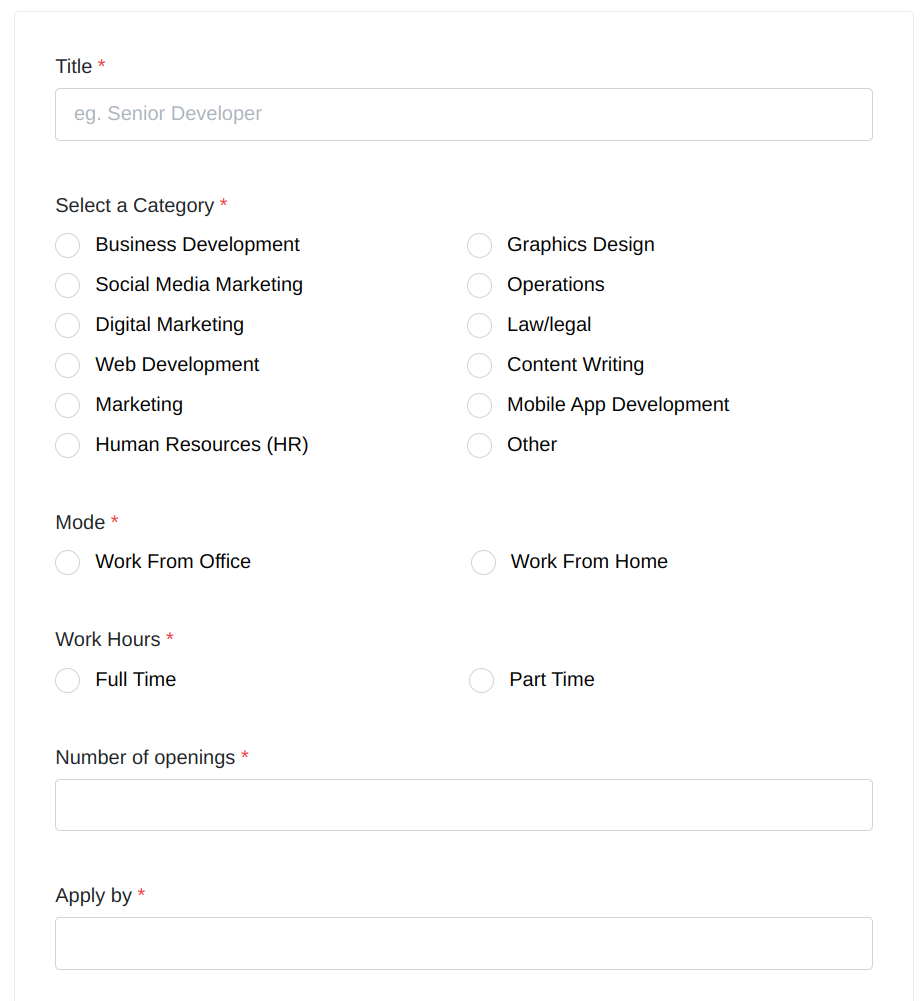 Title *
eg. Senior Developer
Select a Category *
Business Development
Graphics Design
Social Media Marketing
Operations
Digital Marketing
Law/legal
Web Development
Content Writing
Marketing
Mobile App Development
Human Resources (HR)
Other
Mode *
Work From Office
Work From Home
Work Hours *
Full Time
Part Time
Number of openings *
Apply by *